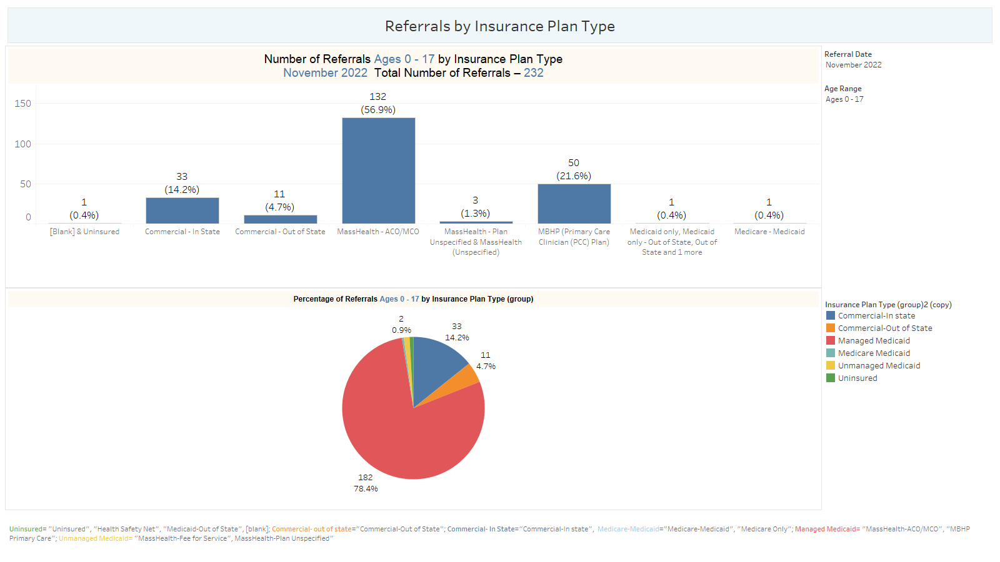 Referrals by Insurance Plan Type
Number of Referrals Ages 0 - 17 by Insurance Plan Type
November 2022 Total Number of Referrals – 232
Referral Date
November 2022
Age Range
Ages 0 - 17
150
100
50
0
1
(0.4%)
33
(14.2%)
11
(4.7%)
132
(56.9%)
3
(1.3%)
50
(21.6%)
1
(0.4%)
1
(0.4%)
[Blank] & Uninsured
Commercial - In State
Commercial - Out of State
MassHealth - ACO/MCO
MassHealth - Plan
Unspecified & MassHealth
(Unspecified)
MBHP (Primary Care
Clinician (PCC) Plan)
Medicaid only, Medicaid
only - Out of State, Out of
State and 1 more
Medicare - Medicaid
Percentage of Referrals Ages 0 - 17 by Insurance Plan Type (group)
2
0.9%
33
14.2%
11
4.7%
182
78.4%
Insurance Plan Type (group)2 (copy)
Commercial-In state
Commercial-Out of State
Managed Medicaid
Medicare Medicaid
Unmanaged Medicaid
Uninsured
Uninsured= "Uninsured", "Health Safety Net", "Medicaid-Out of State", [blank]; Commercial- out of state="Commercial-Out of State"; Commercial- In State="Commercial-In state", Medicare-Medicaid="Medicare-Medicaid", "Medicare Only"; Managed Medicaid= "MassHealth-ACO/MCO", "MBHP
Primary Care"; Unmanaged Medicaid= "MassHealth-Fee for Service", MassHealth-Plan Unspecified"